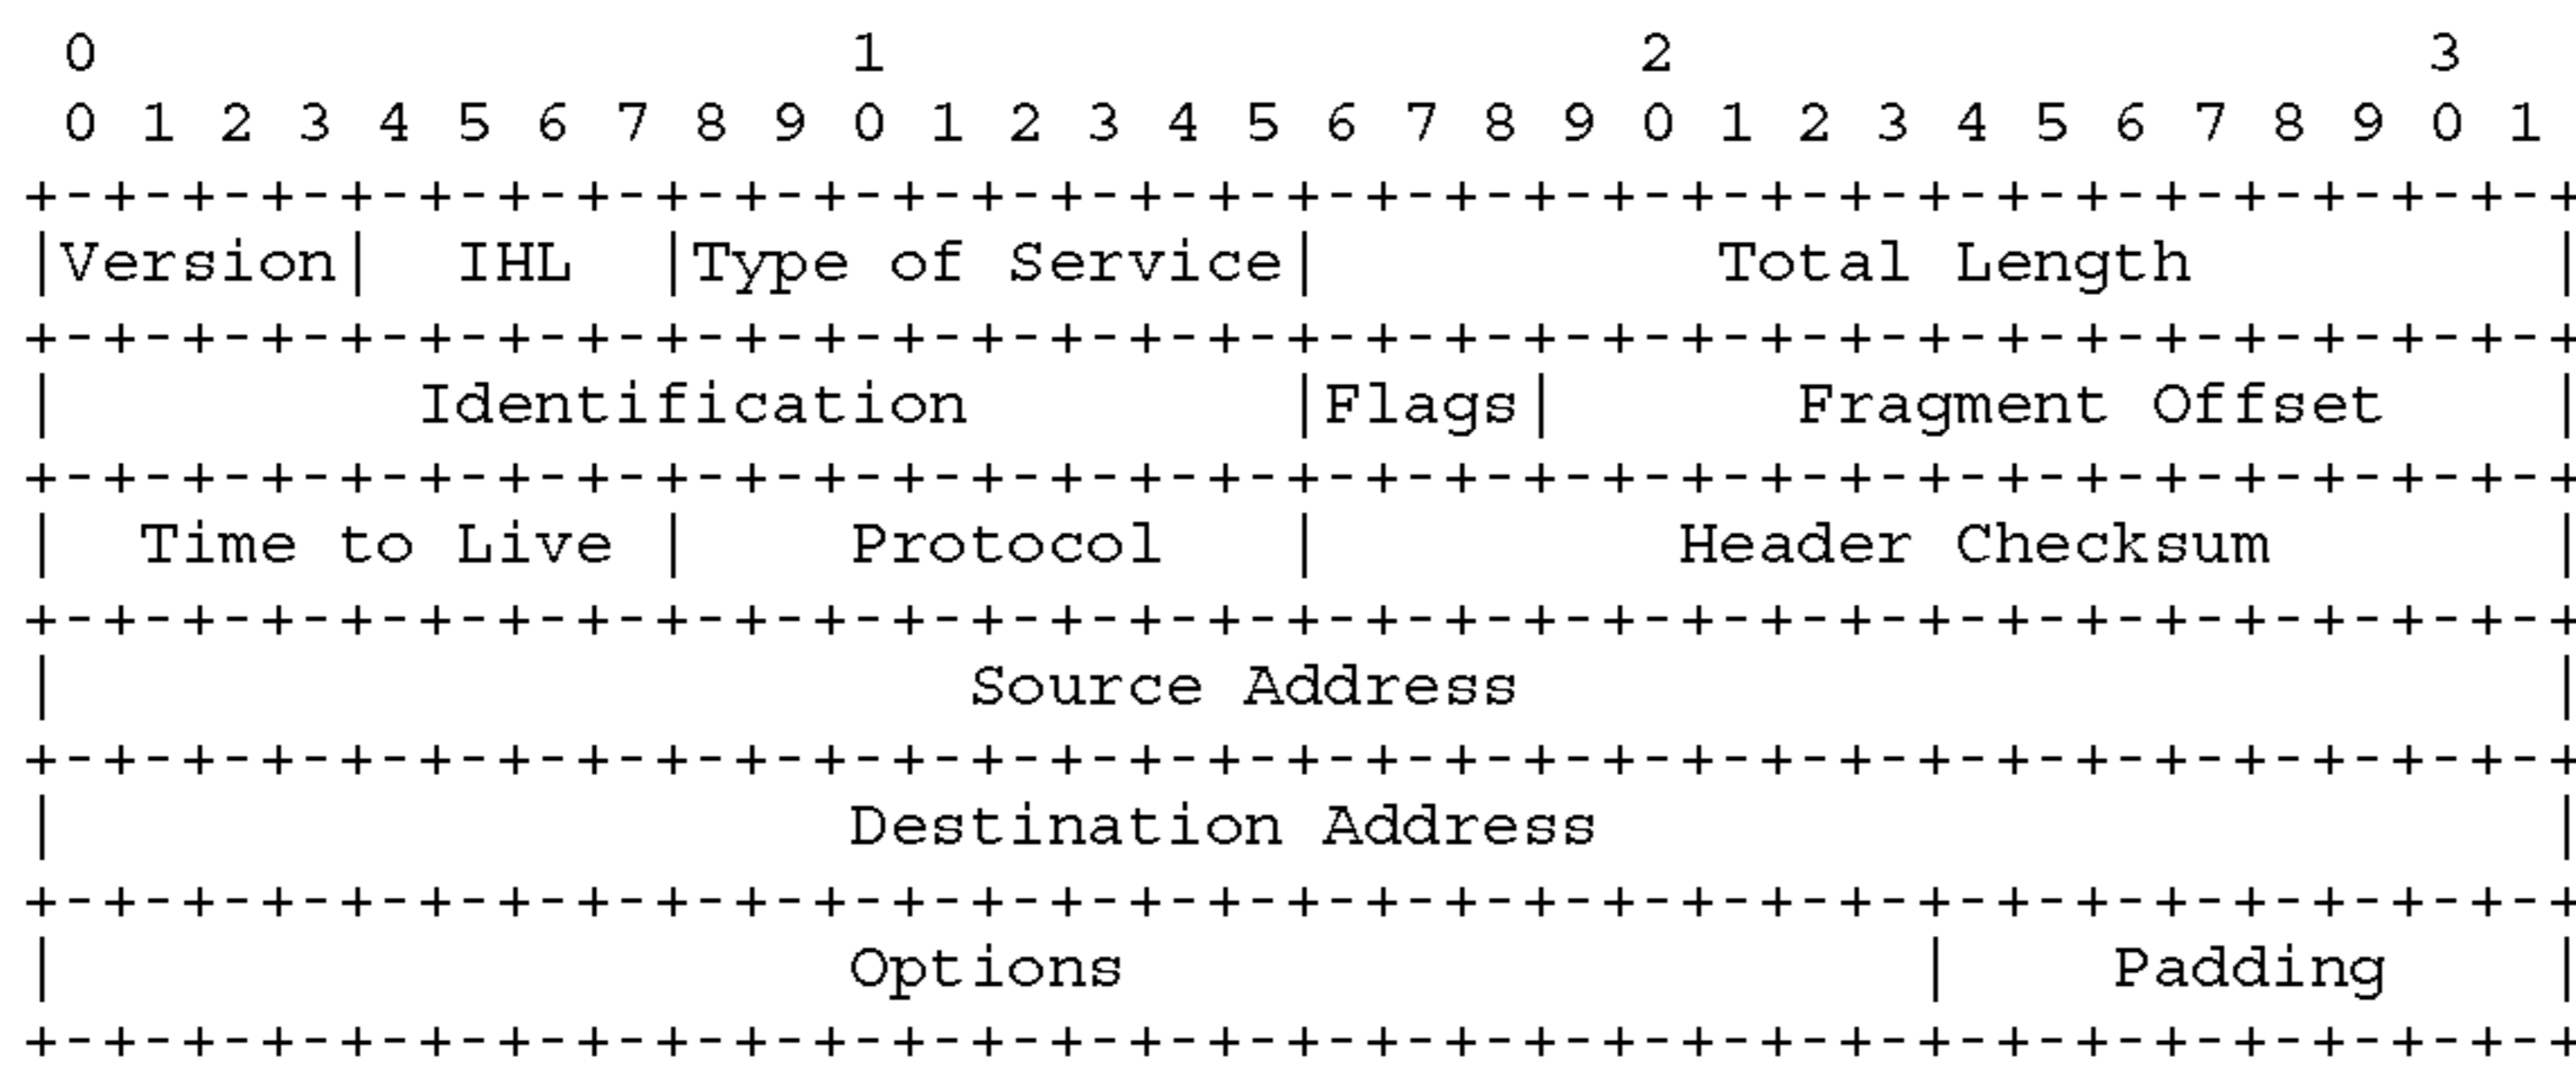 0                   1                   2                   3
 0 1 2 3 4 5 6 7 8 9 0 1 2 3 4 5 6 7 8 9 0 1 2 3 4 5 6 7 8 9 0 1
+-+-+-+-+-+-+-+-+-+-+-+-+-+-+-+-+-+-+-+-+-+-+-+-+-+-+-+-+-+-+-+-+
|Version|  IHL  |Type of Service|          Total Length         |
+-+-+-+-+-+-+-+-+-+-+-+-+-+-+-+-+-+-+-+-+-+-+-+-+-+-+-+-+-+-+-+-+
|         Identification        |Flags|      Fragment Offset    |
+-+-+-+-+-+-+-+-+-+-+-+-+-+-+-+-+-+-+-+-+-+-+-+-+-+-+-+-+-+-+-+-+
|  Time to Live |    Protocol   |         Header Checksum       |
+-+-+-+-+-+-+-+-+-+-+-+-+-+-+-+-+-+-+-+-+-+-+-+-+-+-+-+-+-+-+-+-+
|                       Source Address                          |
+-+-+-+-+-+-+-+-+-+-+-+-+-+-+-+-+-+-+-+-+-+-+-+-+-+-+-+-+-+-+-+-+
|                    Destination Address                        |
+-+-+-+-+-+-+-+-+-+-+-+-+-+-+-+-+-+-+-+-+-+-+-+-+-+-+-+-+-+-+-+-+
|                    Options                    |    Padding    |
+-+-+-+-+-+-+-+-+-+-+-+-+-+-+-+-+-+-+-+-+-+-+-+-+-+-+-+-+-+-+-+-+